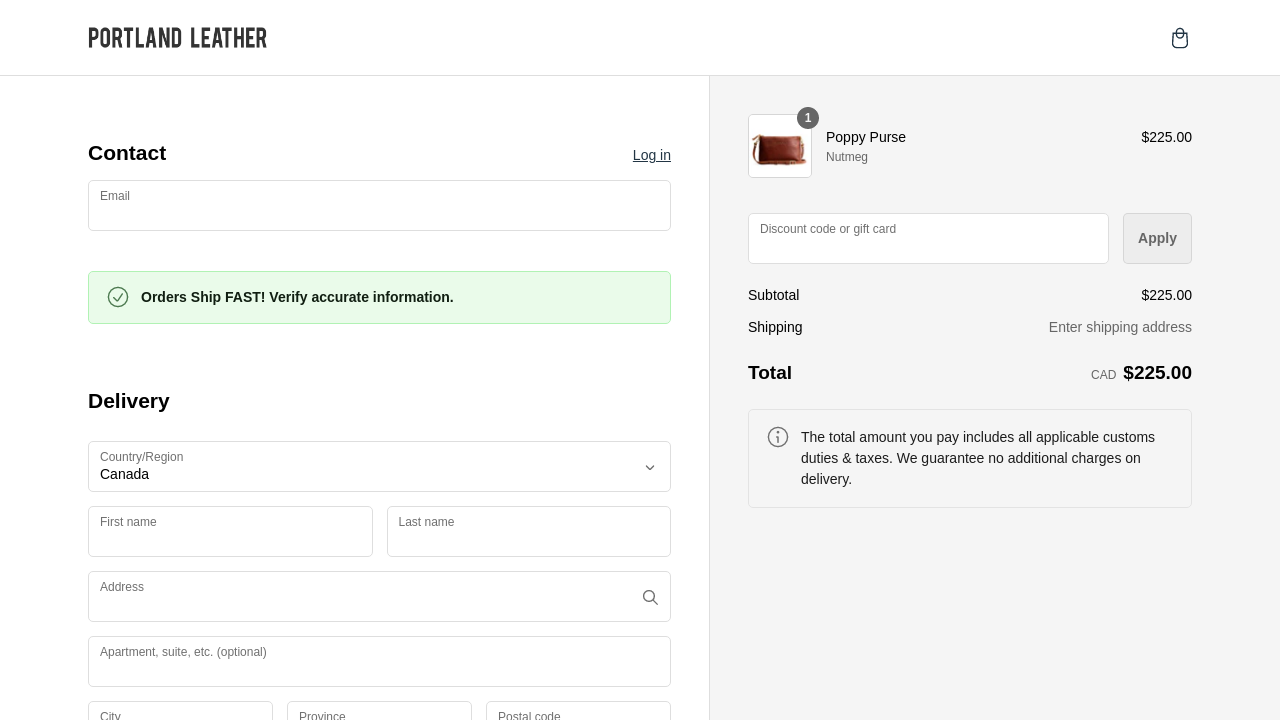 PORTLAND LEATHER
Contact
Log in
Email
Orders Ship FAST! Verify accurate information.
Delivery
Country/Region
Canada
First name
Last name
Address
Apartment, suite, etc. (optional)
City
Province
Postal code
1
Poppy Purse
$225.00
Nutmeg
Discount code or gift card
Apply
Subtotal
$225.00
Shipping
Enter shipping address
Total
CAD $225.00
The total amount you pay includes all applicable customs
duties & taxes. We guarantee no additional charges on
delivery.